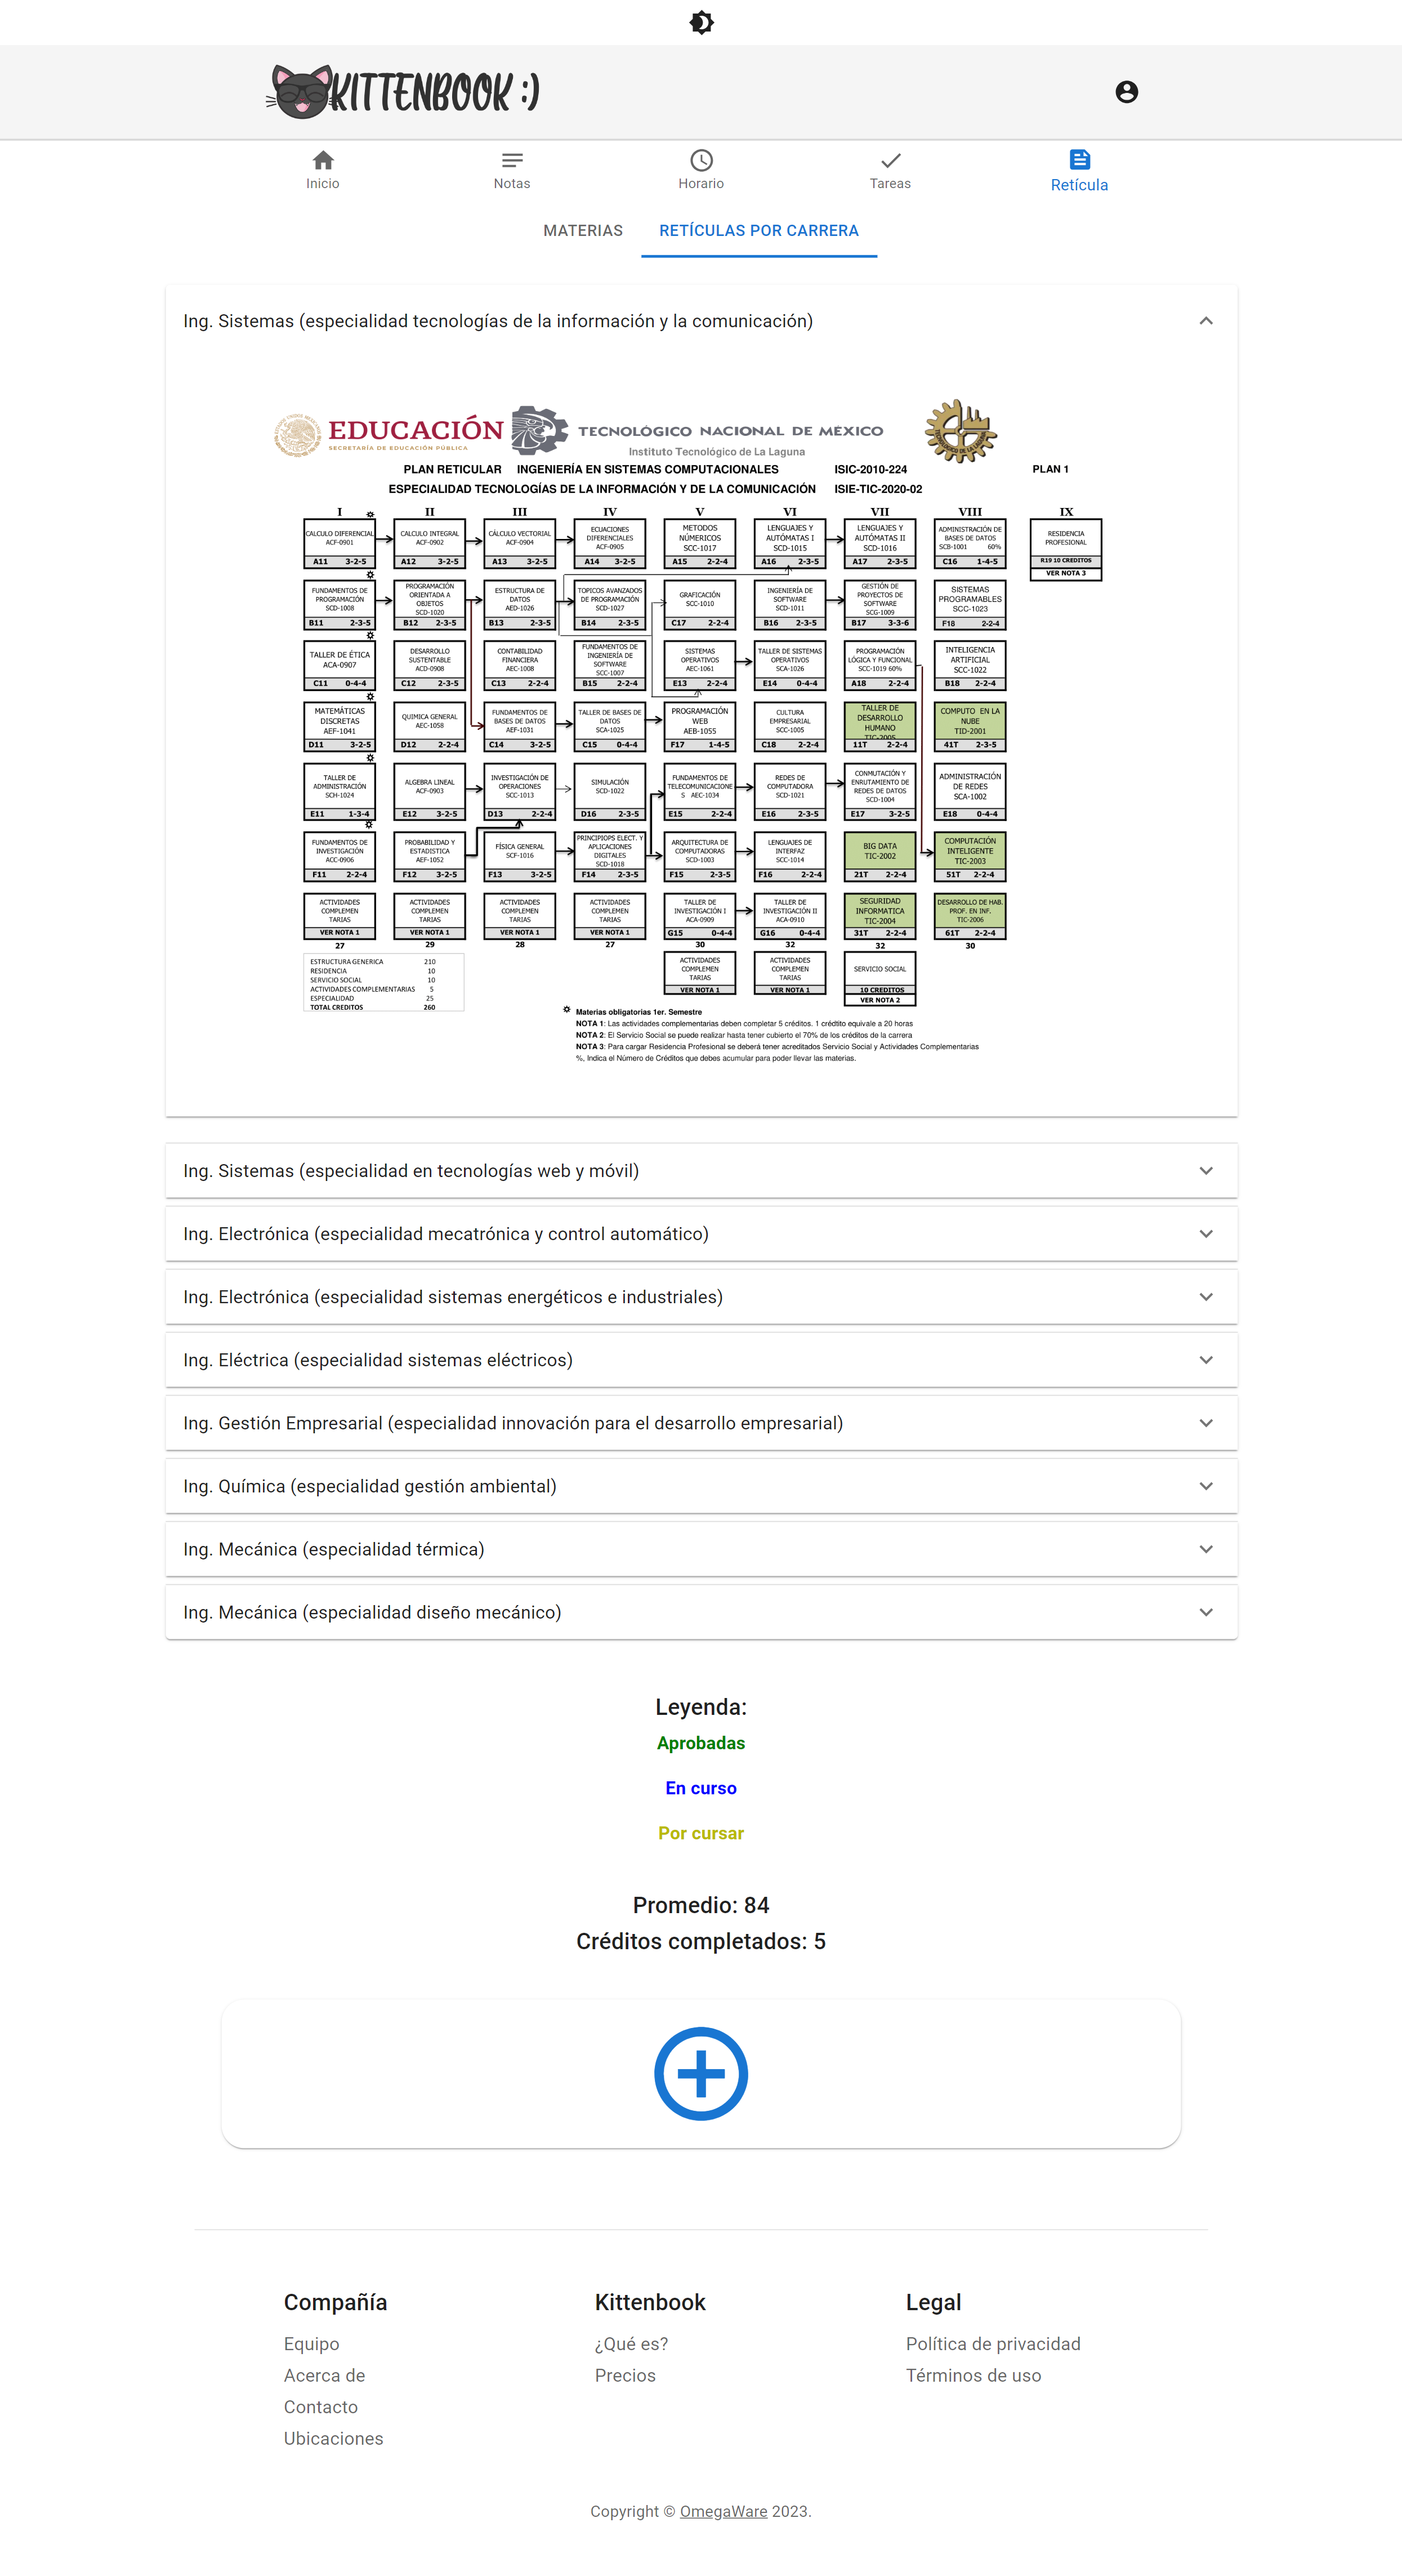 KITTENBOOK :)
Inicio
Notas
Horario
Tareas
Retícula
MATERIAS
RETÍCULAS POR CARRERA
Ing. Sistemas (especialidad tecnologías de la información y la comunicación)
EDUCACIÓN
SECRETARÍA DE EDUCACIÓN PÚBLICA
TECNOLÓGICO NACIONAL DE MÉXICO
Instituto Tecnológico de La Laguna
PLAN RETICULAR INGENIERÍA EN SISTEMAS COMPUTACIONALES ISIC-2010-224 PLAN 1
ESPECIALIDAD TECNOLOGÍAS DE LA INFORMACIÓN Y DE LA COMUNICACIÓN ISIE-TIC-2020-02
I II III IV V VI VII VIII IX
CALCULO DIFERENCIAL
ACF-0901
A11 3-2-5
CALCULO INTEGRAL
ACF-0902
A12 3-2-5
CÁLCULO VECTORIAL
ACF-0904
A13 3-2-5
ECUACIONES
DIFERENCIALES
ACF-0905
A14 3-2-5
METODOS
NÚMERICOS
SCC-1017
A15 2-2-4
LENGUAJES Y
AUTÓMATAS I
SCD-1015
A16 2-3-5
LENGUAJES Y
AUTÓMATAS II
SCD-1016
A17 2-3-5
ADMINISTRACIÓN DE
BASES DE DATOS
SCB-1001 60%
C16 1-4-5
RESIDENCIA
PROFESIONAL
R19 10 CREDITOS
VER NOTA 3
FUNDAMENTOS DE
PROGRAMACIÓN
SCD-1008
B11 2-3-5
PROGRAMACIÓN
ORIENTADA A
OBJETOS
SCD-1020
B12 2-3-5
ESTRUCTURA DE
DATOS
AED-1026
B13 2-3-5
TOPICOS AVANZADOS
DE PROGRAMACIÓN
SCD-1027
B14 2-3-5
GRAFICACIÓN
SCC-1010
C17 2-2-4
INGENIERÍA DE
SOFTWARE
SCD-1011
B16 2-3-5
GESTIÓN DE
PROYECTOS DE
SOFTWARE
SCG-1009
B17 3-3-6
SISTEMAS
PROGRAMABLES
SCC-1023
F18 2-2-4
TALLER DE ÉTICA
ACA-0907
C11 0-4-4
DESARROLLO
SUSTENTABLE
ACD-0908
C12 2-3-5
CONTABILIDAD
FINANCIERA
AEC-1008
C13 2-2-4
FUNDAMENTOS DE
INGENIERÍA DE
SOFTWARE
SCC-1007
B15 2-2-4
SISTEMAS
OPERATIVOS
AEC-1061
E13 2-2-4
TALLER DE SISTEMAS
OPERATIVOS
SCA-1026
E14 0-4-4
PROGRAMACIÓN
LÓGICA Y FUNCIONAL
SCC-1019 60%
A18 2-2-4
INTELIGENCIA
ARTIFICIAL
SCC-1022
B18 2-2-4
MATEMÁTICAS
DISCRETAS
AEF-1041
D11 3-2-5
QUIMICA GENERAL
AEC-1058
D12 2-2-4
FUNDAMENTOS DE
BASES DE DATOS
AEF-1031
C14 3-2-5
TALLER DE BASES DE
DATOS
SCA-1025
C15 0-4-4
PROGRAMACIÓN
WEB
AEB-1055
F17 1-4-5
CULTURA
EMPRESARIAL
SCC-1005
C18 2-2-4
TALLER DE
DESARROLLO
HUMANO
TIC-2005
11T 2-2-4
COMPUTO EN LA
NUBE
TID-2001
41T 2-3-5
TALLER DE
ADMINISTRACIÓN
SCH-1024
E11 1-3-4
ALGEBRA LINEAL
ACF-0903
E12 3-2-5
INVESTIGACIÓN DE
OPERACIONES
SCC-1013
D13 2-2-4
SIMULACIÓN
SCD-1022
D16 2-3-5
FUNDAMENTOS DE
TELECOMUNICACIONE
S AEC-1034
E15 2-2-4
REDES DE
COMPUTADORA
SCD-1021
E16 2-3-5
CONMUTACIÓN Y
ENRUTAMIENTO DE
REDES DE DATOS
SCD-1004
E17 3-2-5
ADMINISTRACIÓN
DE REDES
SCA-1002
E18 0-4-4
FUNDAMENTOS DE
INVESTIGACIÓN
ACC-0906
F11 2-2-4
PROBABILIDAD Y
ESTADISTICA
AEF-1052
F12 3-2-5
FÍSICA GENERAL
SCF-1016
F13 3-2-5
PRINCIPIOPS ELECT. Y
APLICACIONES
DIGITALES
SCD-1018
F14 2-3-5
ARQUITECTURA DE
COMPUTADORAS
SCD-1003
F15 2-3-5
LENGUAJES DE
INTERFAZ
SCC-1014
F16 2-2-4
BIG DATA
TIC-2002
21T 2-2-4
COMPUTACIÓN
INTELIGENTE
TIC-2003
51T 2-2-4
ACTIVIDADES
COMPLEMEN
TARIAS
VER NOTA 1
27
ACTIVIDADES
COMPLEMEN
TARIAS
VER NOTA 1
29
ACTIVIDADES
COMPLEMEN
TARIAS
VER NOTA 1
28
ACTIVIDADES
COMPLEMEN
TARIAS
VER NOTA 1
27
TALLER DE
INVESTIGACIÓN I
ACA-0909
G15 0-4-4
30
TALLER DE
INVESTIGACIÓN II
ACA-0910
G16 0-4-4
32
SEGURIDAD
INFORMATICA
TIC-2004
31T 2-2-4
32
DESARROLLO DE HAB.
PROF. EN INF.
TIC-2006
61T 2-2-4
30
ACTIVIDADES
COMPLEMEN
TARIAS
VER NOTA 1
ACTIVIDADES
COMPLEMEN
TARIAS
VER NOTA 1
SERVICIO SOCIAL
10 CREDITOS
VER NOTA 2
ESTRUCTURA GENERICA 210
RESIDENCIA 10
SERVICIO SOCIAL 10
ACTIVIDADES COMPLEMENTARIAS 5
ESPECIALIDAD 25
TOTAL CREDITOS 260
Materias obligatorias 1er. Semestre
NOTA 1: Las actividades complementarias deben completar 5 créditos. 1 crédtito equivale a 20 horas
NOTA 2: El Servicio Social se puede realizar hasta tener cubierto el 70% de los créditos de la carrera
NOTA 3: Para cargar Residencia Profesional se deberá tener acreditados Servicio Social y Actividades Complementarias
%, Indica el Número de Créditos que debes acumular para poder llevar las materias.
Ing. Sistemas (especialidad en tecnologías web y móvil)
Ing. Electrónica (especialidad mecatrónica y control automático)
Ing. Electrónica (especialidad sistemas energéticos e industriales)
Ing. Eléctrica (especialidad sistemas eléctricos)
Ing. Gestión Empresarial (especialidad innovación para el desarrollo empresarial)
Ing. Química (especialidad gestión ambiental)
Ing. Mecánica (especialidad térmica)
Ing. Mecánica (especialidad diseño mecánico)
Leyenda:
Aprobadas
En curso
Por cursar
Promedio: 84
Créditos completados: 5
Compañía
Equipo
Acerca de
Contacto
Ubicaciones
Kittenbook
¿Qué es?
Precios
Legal
Política de privacidad
Términos de uso
Copyright © OmegaWare 2023.